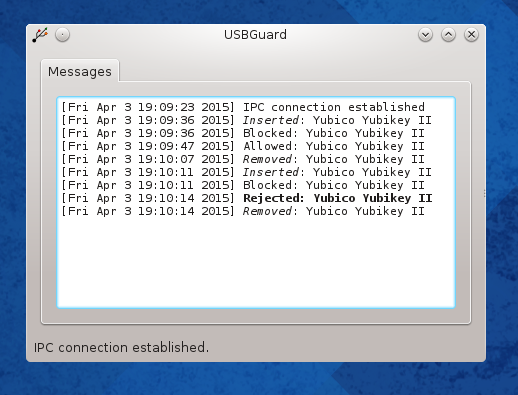 USBGuard
Messages
[Fri Apr 3 19:09:23 2015] IPC connection established
[Fri Apr 3 19:09:36 2015] Inserted: Yubico Yubikey II
[Fri Apr 3 19:09:36 2015] Blocked: Yubico Yubikey II
[Fri Apr 3 19:09:47 2015] Allowed: Yubico Yubikey II
[Fri Apr 3 19:10:07 2015] Removed: Yubico Yubikey II
[Fri Apr 3 19:10:11 2015] Inserted: Yubico Yubikey II
[Fri Apr 3 19:10:11 2015] Blocked: Yubico Yubikey II
[Fri Apr 3 19:10:14 2015] Rejected: Yubico Yubikey II
[Fri Apr 3 19:10:14 2015] Removed: Yubico Yubikey II
IPC connection established.